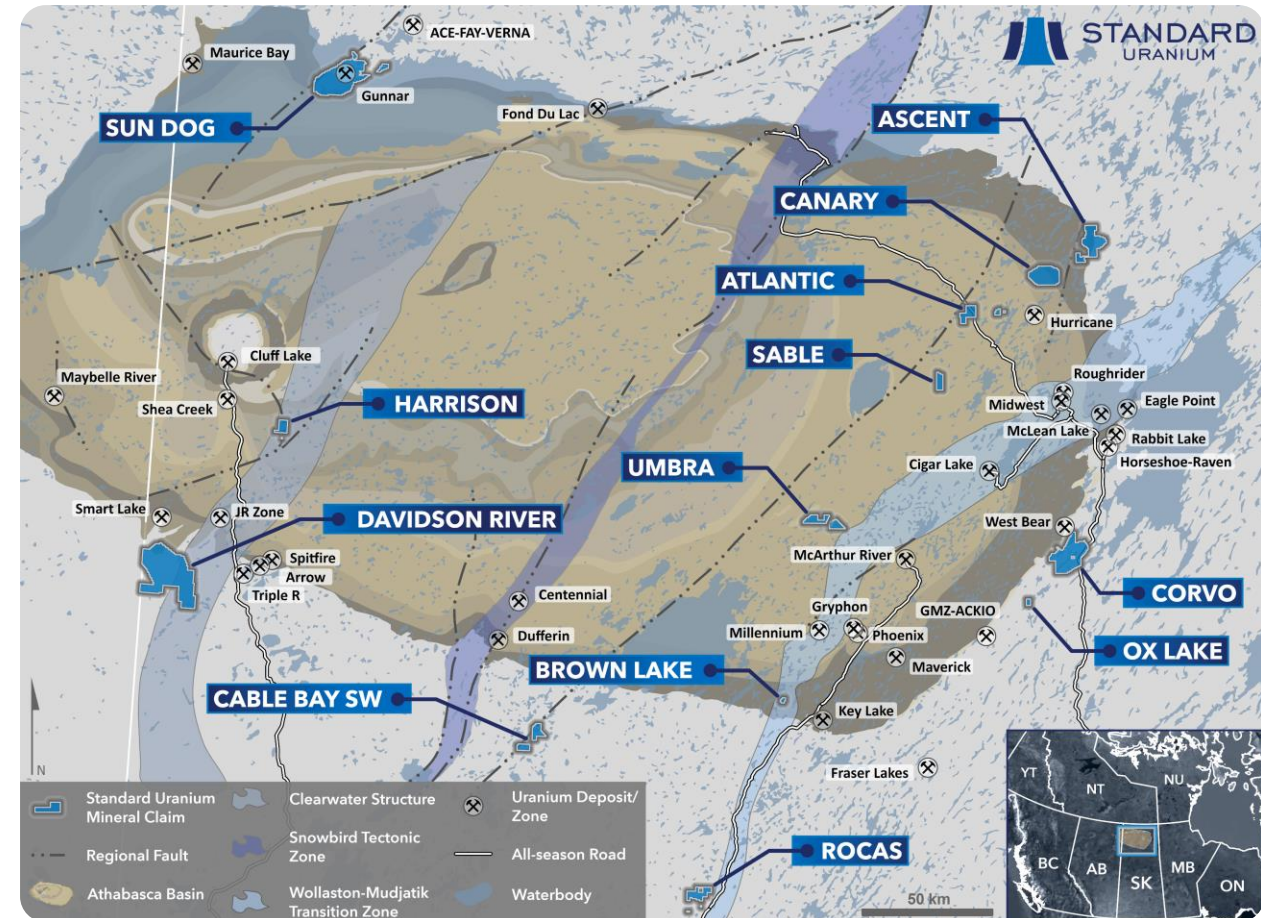 STANDARD
URANIUM
ACE-FAY-VERNA
Maurice Bay
Gunnar
Fond Du Lac
SUN DOG
ASCENT
CANARY
ATLANTIC
Hurricane
SABLE
Cluff Lake
Maybelle River
Shea Creek
HARRISON
Roughrider
Midwest
Eagle Point
McLean Lake
Rabbit Lake
Horseshoe-Raven
UMBRA
Cigar Lake
Smart Lake
JR Zone
DAVIDSON RIVER
West Bear
Spitfire
Arrow
Triple R
McArthur River
CORVO
Centennial
Gryphon
GMZ-ACKIO
Millennium
Phoenix
Dufferin
Maverick
OX LAKE
BROWN LAKE
CABLE BAY SW
Key Lake
Fraser Lakes
ROCAS
N
Standard Uranium
Mineral Claim
Regional Fault
Athabasca Basin
Clearwater Structure
Snowbird Tectonic
Zone
Wollaston-Mudjatik
Transition Zone
Uranium Deposit/
Zone
All-season Road
Waterbody
50 km
YT
NT
NU
BC
AB
SK
MB
ON